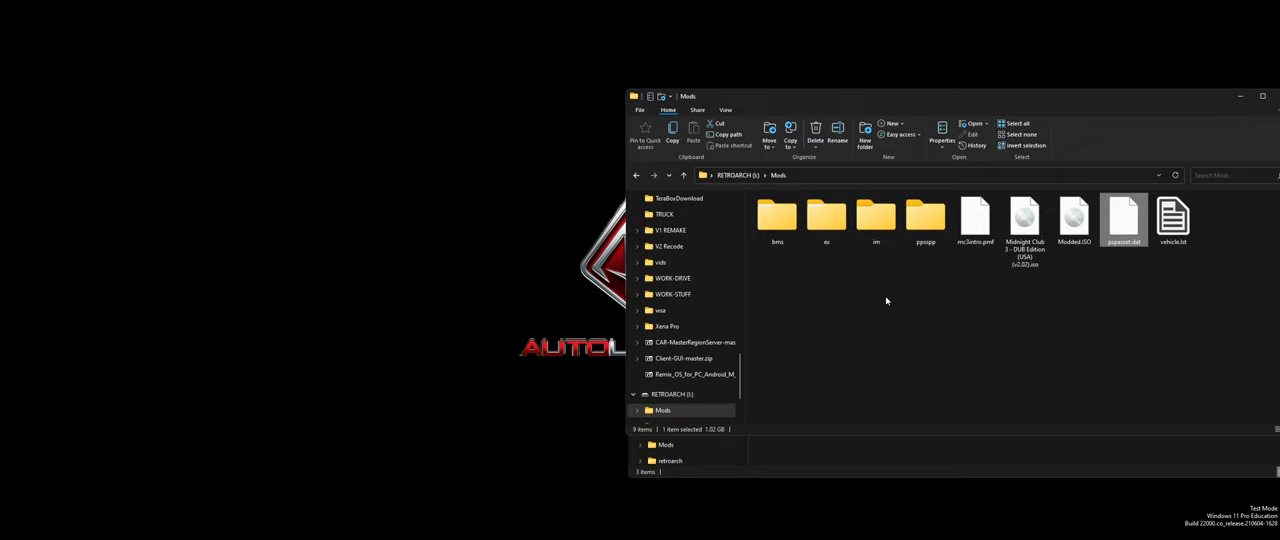 Mods
File
Home
Share
View
Pin to Quick access
Copy
Paste
Cut
Copy path
Paste shortcut
Clipboard
Move to
Copy to
Delete
Rename
Organize
New folder
New
Easy access
New
Properties
Open
Edit
History
Open
Select all
Select none
Invert selection
Select
RETROARCH (I:) Mods
Search Mods
TeraBoxDownload
TRUCK
V1 REMAKE
V2 Recode
vids
WORK-DRIVE
WORK-STUFF
wsa
Xena Pro
CAR-MasterRegionServer-mas
Client-GUI-master.zip
Remix_OS_for_PC_Android_M_
RETROARCH (I:)
Mods
bms
ex
im
ppsspp
mc3intro.pmf
Midnight Club 3 - DUB Edition (USA) (v2.02).iso
Modded.ISO
pspasset.dat
vehicle.lst
9 items
1 item selected 1.02 GB
Mods
retroarch
3 items
AUTOL
Test Mode
Windows 11 Pro Education
Build 22000.co_release.210604-1628